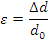 ε = Δd / d₀